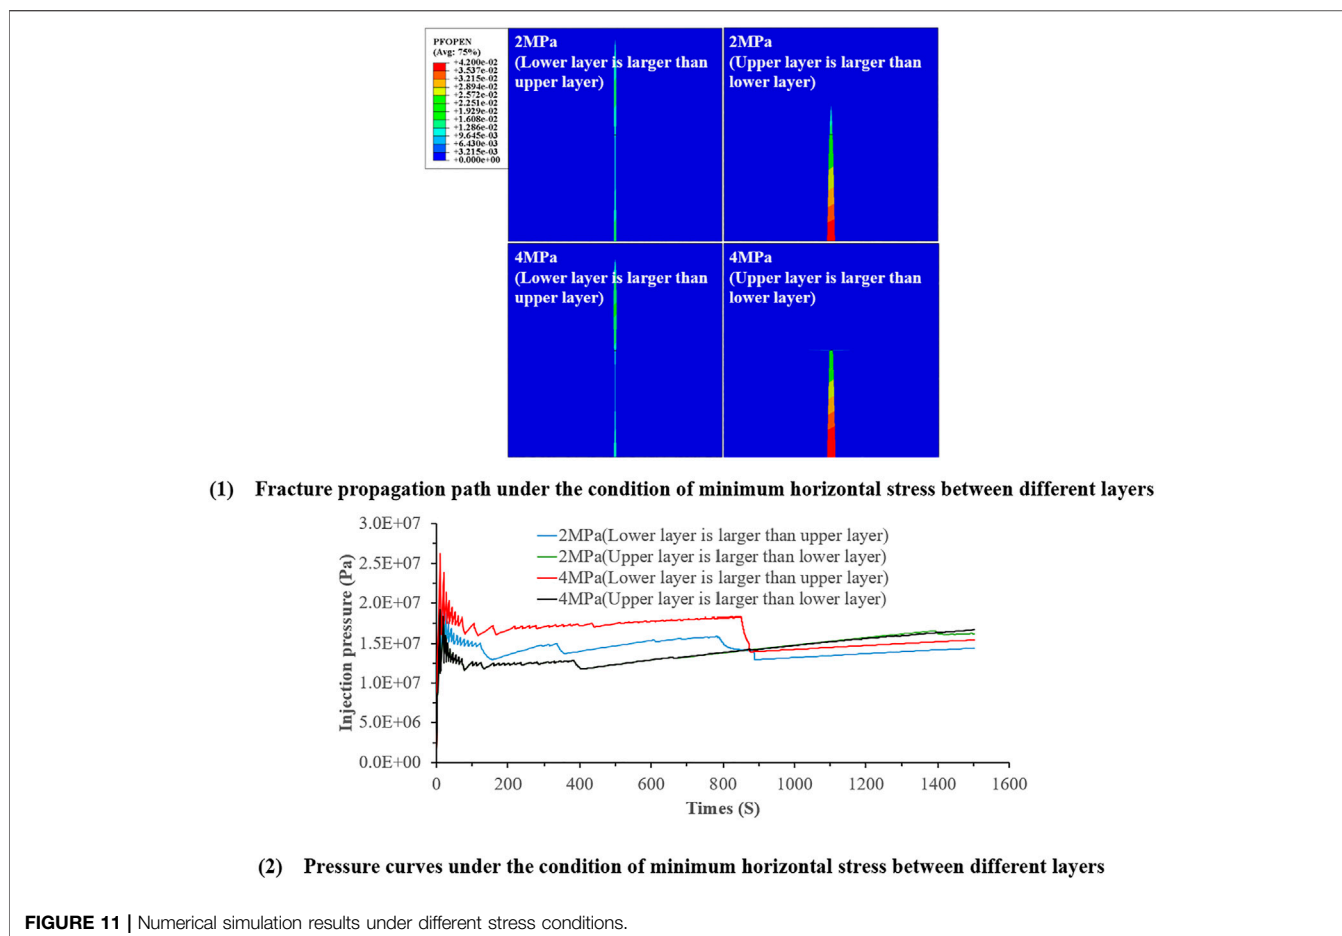 PFOPEN
(Avg: 75%)
+4.200e-02
+3.537e-02
+3.215e-02
+2.894e-02
+2.572e-02
+2.251e-02
+1.929e-02
+1.608e-02
+1.286e-02
+9.645e-03
+6.430e-03
+3.215e-03
+0.000e+00
2MPa
(Lower layer is larger than
upper layer)
2MPa
(Upper layer is larger than
lower layer)
4MPa
(Lower layer is larger than
upper layer)
4MPa
(Upper layer is larger than
lower layer)
(1) Fracture propagation path under the condition of minimum horizontal stress between different layers
Injection pressure (Pa)
3.0E+07
2.5E+07
2.0E+07
1.5E+07
1.0E+07
5.0E+06
0.0E+00
2MPa(Lower layer is larger than upper layer)
2MPa(Upper layer is larger than lower layer)
4MPa(Lower layer is larger than upper layer)
4MPa(Upper layer is larger than lower layer)
0 200 400 600 800 1000 1200 1400 1600
Times (S)
(2) Pressure curves under the condition of minimum horizontal stress between different layers
FIGURE 11 | Numerical simulation results under different stress conditions.